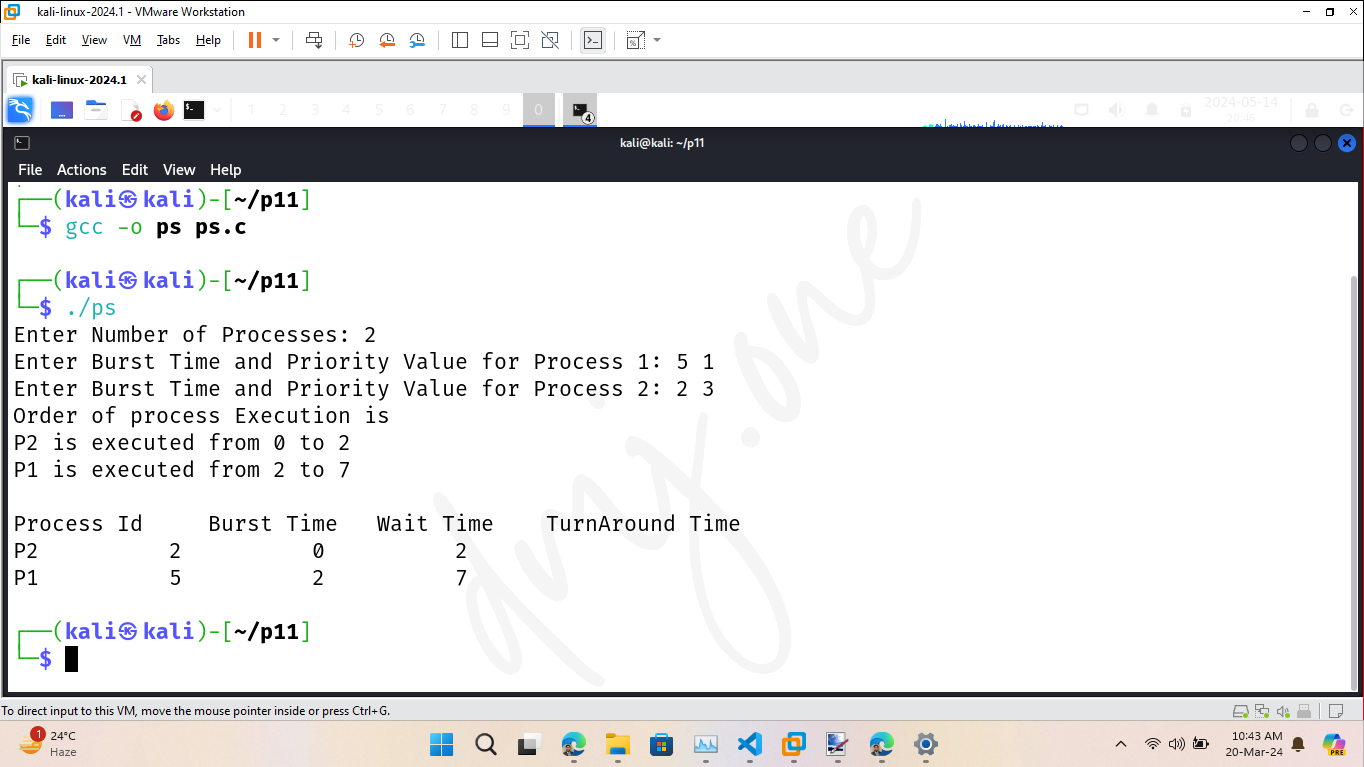 kali-linux-2024.1 - VMware Workstation
File Edit View VM Tabs Help
kali-linux-2024.1
1 2 3 4 5 6 7 8 9 0 4 2024-05-14
20:46
kali@kali: ~/p11
File Actions Edit View Help
┌──(kali㉿kali)-[~/p11]
└─$ gcc -o ps ps.c
┌──(kali㉿kali)-[~/p11]
└─$ ./ps
Enter Number of Processes: 2
Enter Burst Time and Priority Value for Process 1: 5 1
Enter Burst Time and Priority Value for Process 2: 2 3
Order of process Execution is
P2 is executed from 0 to 2
P1 is executed from 2 to 7
Process Id Burst Time Wait Time TurnAround Time
P2 2 0 2
P1 5 2 7
┌──(kali㉿kali)-[~/p11]
└─$
dmj.one
To direct input to this VM, move the mouse pointer inside or press Ctrl+G.
1 24°C
Haze
10:43 AM
20-Mar-24
PRE